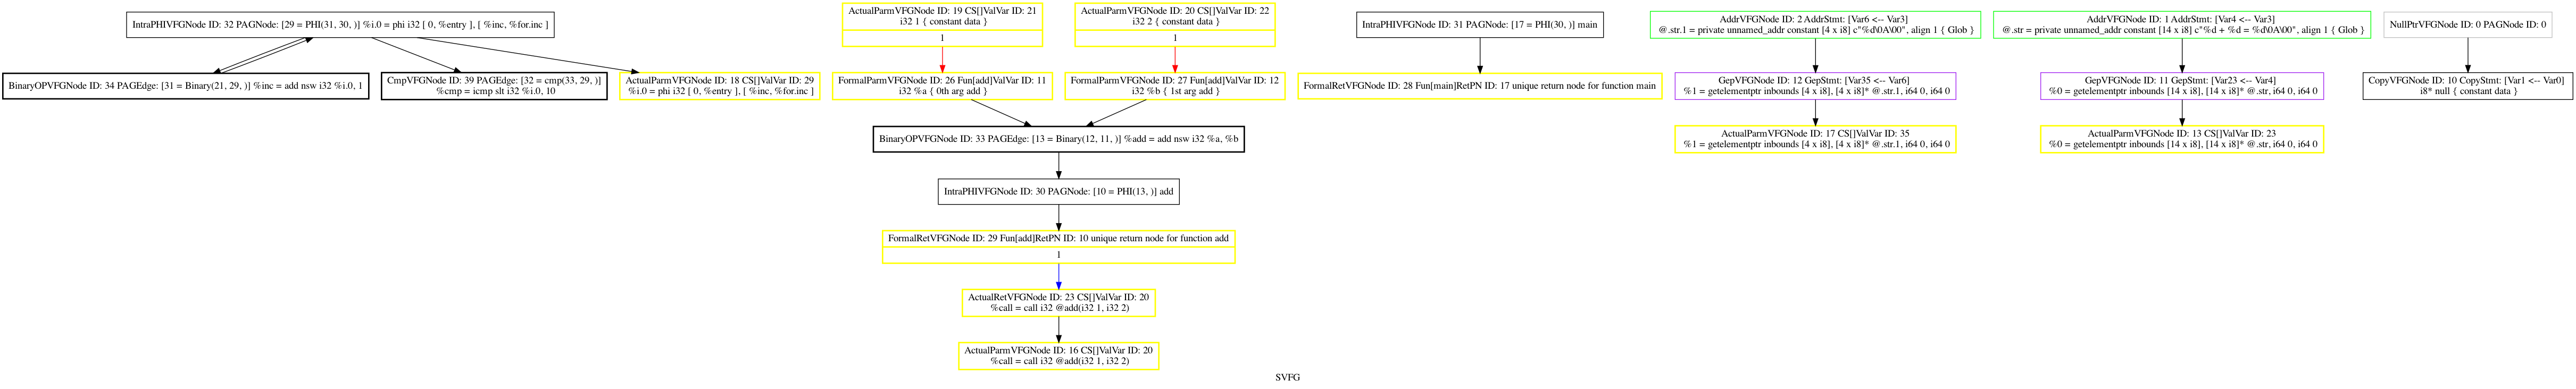 IntraPHIVFGNode ID: 32 PAGNode: [29 = PHI(31, 30, )] %i.0 = phi i32 [ 0, %entry ], [ %inc, %for.inc ]
ActualParmVFGNode ID: 19 CS[]ValVar ID: 21
i32 1 { constant data }
1
ActualParmVFGNode ID: 20 CS[]ValVar ID: 22
i32 2 { constant data }
1
IntraPHIVFGNode ID: 31 PAGNode: [17 = PHI(30, )] main
AddrVFGNode ID: 2 AddrStmt: [Var6 <-- Var3]
@.str.1 = private unnamed_addr constant [4 x i8] c"%d\0A\00", align 1 { Glob }
AddrVFGNode ID: 1 AddrStmt: [Var4 <-- Var3]
@.str = private unnamed_addr constant [14 x i8] c"%d + %d = %d\0A\00", align 1 { Glob }
NullPtrVFGNode ID: 0 PAGNode ID: 0
BinaryOPVFGNode ID: 34 PAGEdge: [31 = Binary(21, 29, )] %inc = add nsw i32 %i.0, 1
CmpVFGNode ID: 39 PAGEdge: [32 = cmp(33, 29, )]
%cmp = icmp slt i32 %i.0, 10
ActualParmVFGNode ID: 18 CS[]ValVar ID: 29
%i.0 = phi i32 [ 0, %entry ], [ %inc, %for.inc ]
FormalParmVFGNode ID: 26 Fun[add]ValVar ID: 11
i32 %a { 0th arg add }
FormalParmVFGNode ID: 27 Fun[add]ValVar ID: 12
i32 %b { 1st arg add }
FormalRetVFGNode ID: 28 Fun[main]RetPN ID: 17 unique return node for function main
GepVFGNode ID: 12 GepStmt: [Var35 <-- Var6]
%1 = getelementptr inbounds [4 x i8], [4 x i8]* @.str.1, i64 0, i64 0
GepVFGNode ID: 11 GepStmt: [Var23 <-- Var4]
%0 = getelementptr inbounds [14 x i8], [14 x i8]* @.str, i64 0, i64 0
CopyVFGNode ID: 10 CopyStmt: [Var1 <-- Var0]
i8* null { constant data }
BinaryOPVFGNode ID: 33 PAGEdge: [13 = Binary(12, 11, )] %add = add nsw i32 %a, %b
ActualParmVFGNode ID: 17 CS[]ValVar ID: 35
%1 = getelementptr inbounds [4 x i8], [4 x i8]* @.str.1, i64 0, i64 0
ActualParmVFGNode ID: 13 CS[]ValVar ID: 23
%0 = getelementptr inbounds [14 x i8], [14 x i8]* @.str, i64 0, i64 0
IntraPHIVFGNode ID: 30 PAGNode: [10 = PHI(13, )] add
FormalRetVFGNode ID: 29 Fun[add]RetPN ID: 10 unique return node for function add
1
ActualRetVFGNode ID: 23 CS[]ValVar ID: 20
%call = call i32 @add(i32 1, i32 2)
ActualParmVFGNode ID: 16 CS[]ValVar ID: 20
%call = call i32 @add(i32 1, i32 2)
SVFG